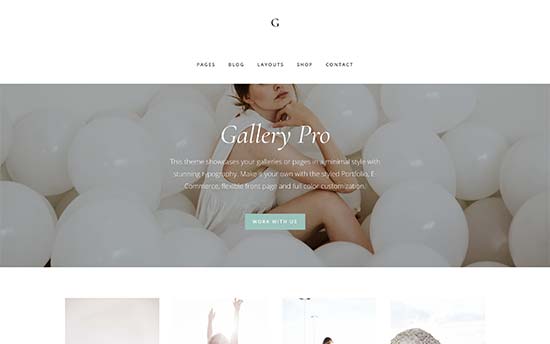 G
PAGES BLOG LAYOUTS SHOP CONTACT
Gallery Pro
This theme showcases your galleries or pages in a minimal style with
stunning typography. Make is your own with the styled Portfolio, E-
Commerce, flexible front page and full color customization.
WORK WITH US